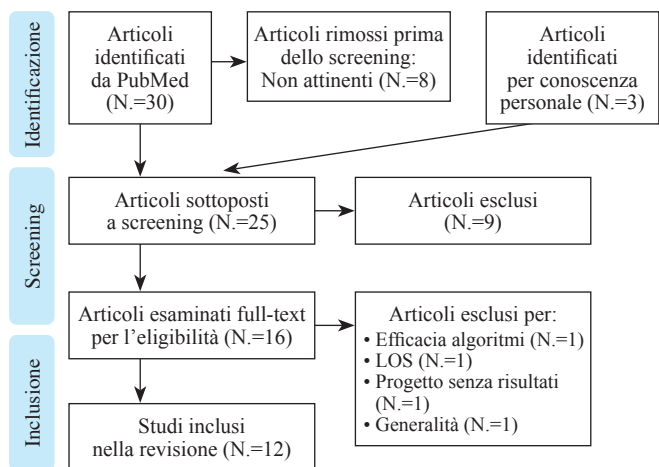 Identificazione
Articoli
identificati
da PubMed
(N.=30)
Articoli rimossi prima
dello screening:
Non attinenti (N.=8)
Articoli
identificati
per conoscenza
personale (N.=3)
Screening
Articoli sottoposti
a screening (N.=25)
Articoli esclusi
(N.=9)
Articoli esaminati full-text
per l'eligibilità (N.=16)
Articoli esclusi per:
• Efficacia algoritmi (N.=1)
• LOS (N.=1)
• Progetto senza risultati
(N.=1)
• Generalità (N.=1)
Inclusione
Studi inclusi
nella revisione (N.=12)